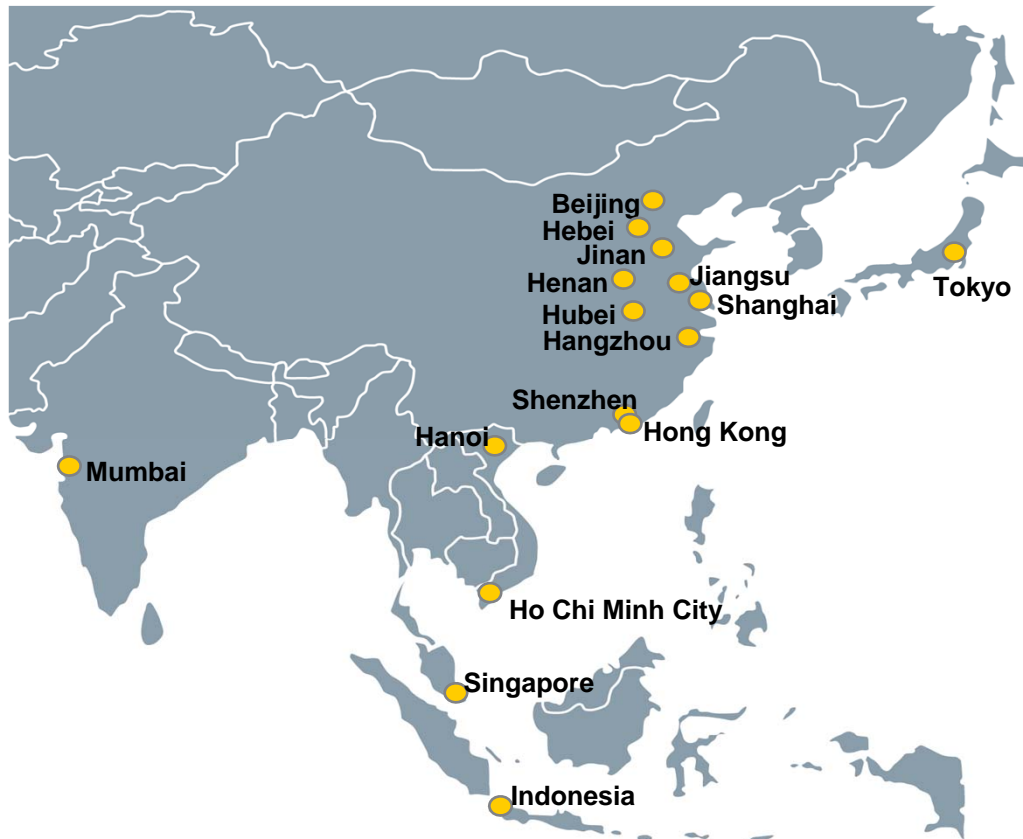 Beijing
Hebei
Jinan
Henan
Jiangsu
Tokyo
Shanghai
Hubei
Hangzhou
Shenzhen
Hong Kong
Hanoi
Mumbai
Ho Chi Minh City
Singapore
Indonesia